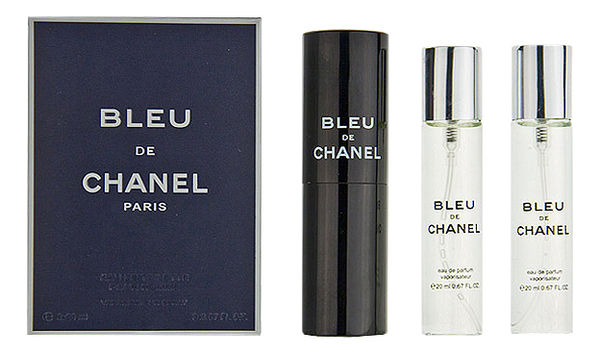 BLEU
DE
CHANEL
PARIS
BLEU
DE
CHANEL
BLEU
DE
CHANEL
eau de parfum
vaporisateur
℮20 ml 0.67 FL.OZ
BLEU
DE
CHANEL
eau de parfum
vaporisateur
℮20 ml 0.67 FL.OZ